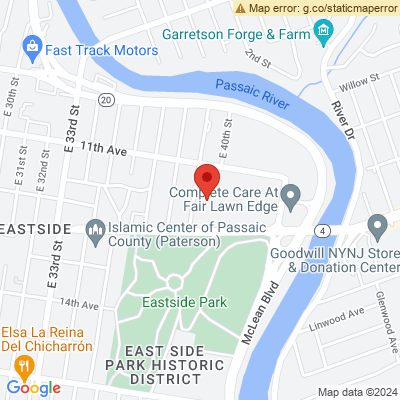 Map error: g.co/staticmaperror
Garretson Forge & Farm
Fast Track Motors
Willow St
E 30th St
E 33rd St
Passaic River
River Dr
20
E 40th St
11th Ave
E 31st St
E 32nd St
Complete Care At
Fair Lawn Edge
EASTSIDE
Islamic Center of Passaic
County (Paterson)
4
Goodwill NYNJ Store
& Donation Center
E 33rd St
14th Ave
Eastside Park
McLean Blvd
Linwood Ave
Glenwood Ave
Elsa La Reina
Del Chicharrón
EAST SIDE
PARK HISTORIC
DISTRICT
Google
Map data ©2024